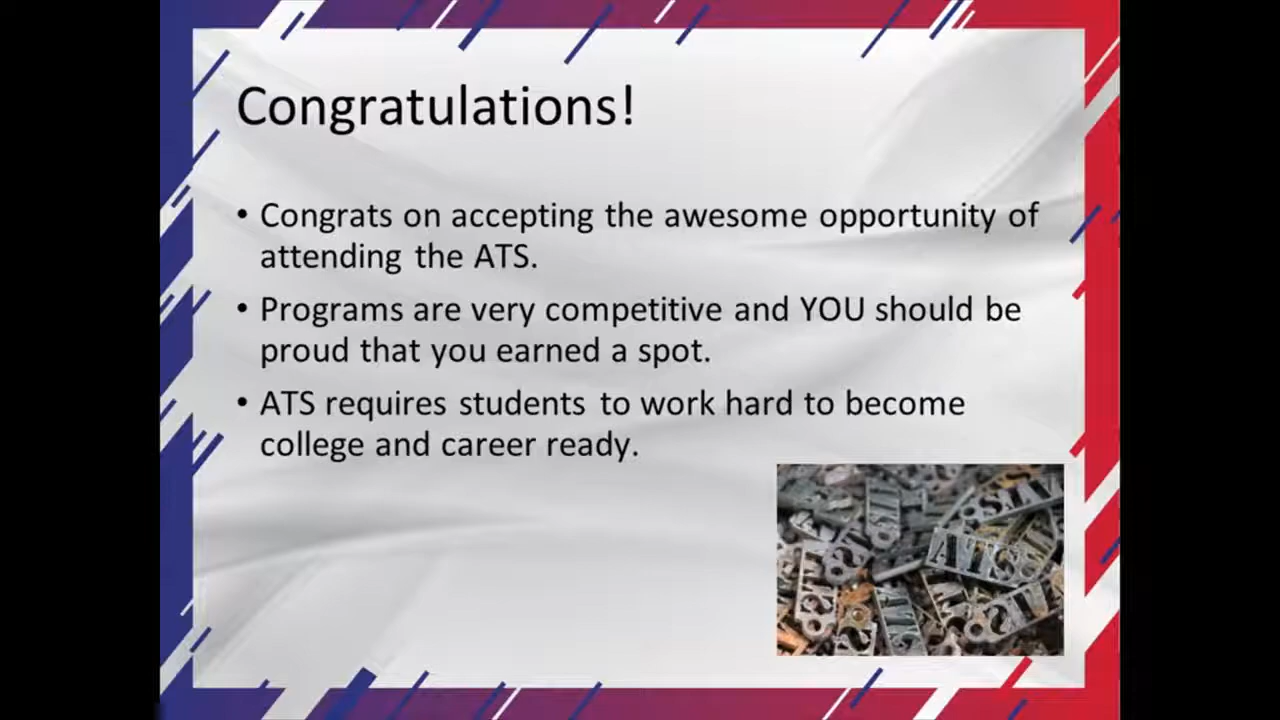 Congratulations!
• Congrats on accepting the awesome opportunity of
attending the ATS.
• Programs are very competitive and YOU should be
proud that you earned a spot.
• ATS requires students to work hard to become
college and career ready.